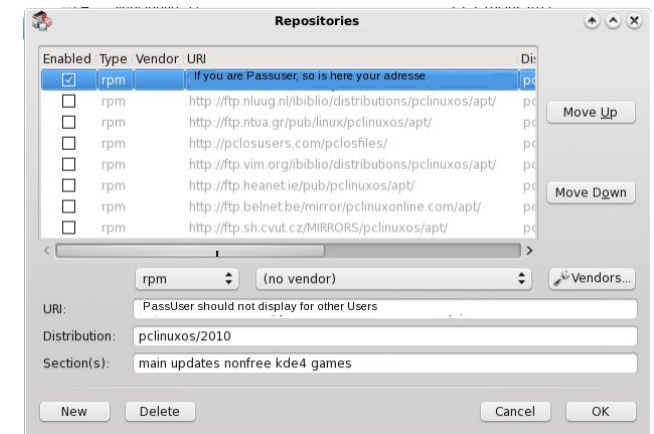 Repositories
Enabled Type Vendor URI
rpm If you are Passuser, so is here your adresse
rpm http://ftp.nluug.nl/ibiblio/distributions/pclinuxos/apt/
rpm http://ftp.ntua.gr/pub/linux/pclinuxos/apt/
rpm http://pclosusers.com/pclosfiles/
rpm http://ftp.vim.org/ibiblio/distributions/pclinuxos/apt/
rpm http://ftp.heanet.ie/pub/pclinuxos/apt/
rpm http://ftp.belnet.be/mirror/pclinuxonline.com/apt/
rpm http://ftp.sh.cvut.cz/MIRRORS/pclinuxos/apt/
Move Up
Move Down
rpm (no vendor) Vendors...
URI: PassUser should not display for other Users
Distribution: pclinuxos/2010
Section(s): main updates nonfree kde4 games
New Delete Cancel OK